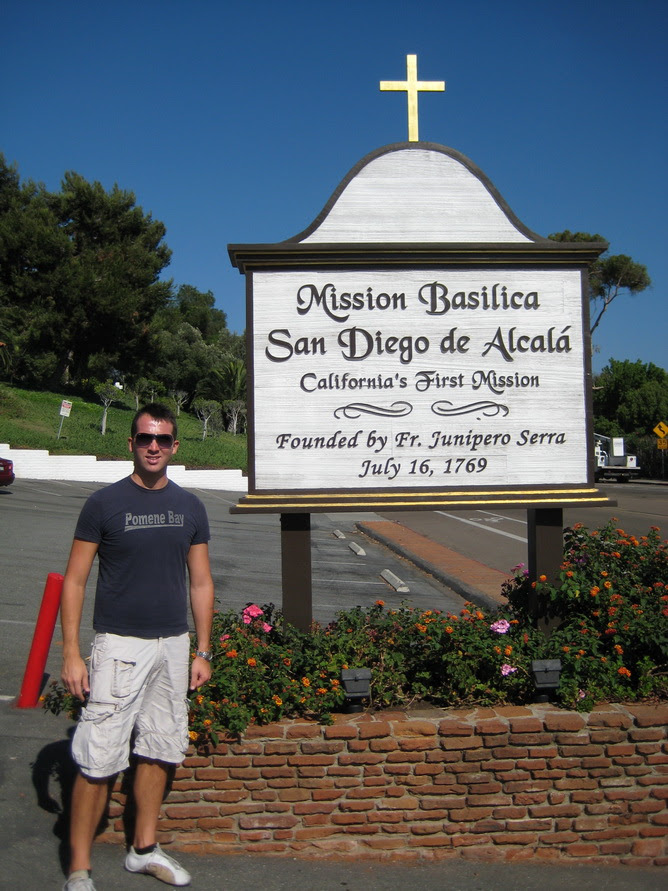 Mission Basilica
San Diego de Alcalá
California's First Mission
Founded by Fr. Junipero Serra
July 16, 1769
Pomene Bay